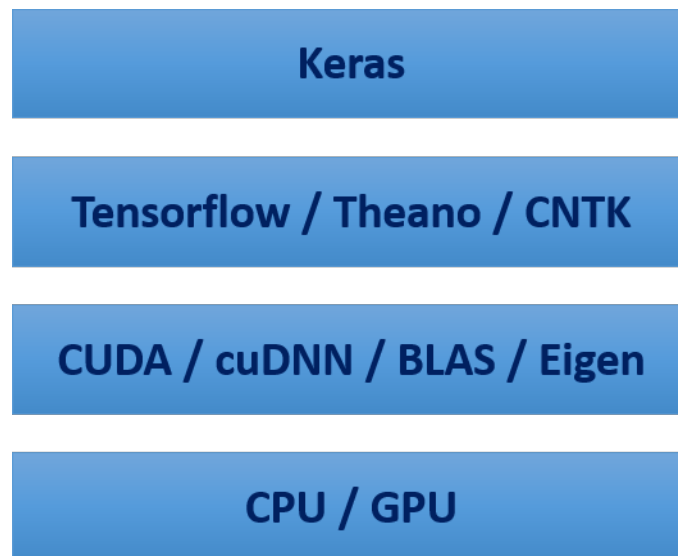 Keras
Tensorflow / Theano / CNTK
CUDA / cuDNN / BLAS / Eigen
CPU / GPU